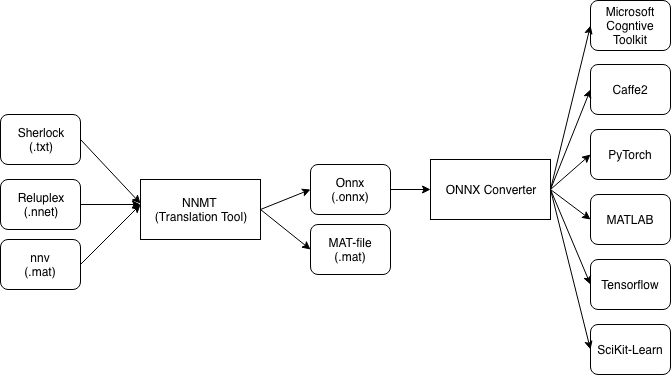 Sherlock
(.txt)
Reluplex
(.nnet)
nnv
(.mat)
NNMT
(Translation Tool)
Onnx
(.onnx)
MAT-file
(.mat)
ONNX Converter
Microsoft
Cogntive
Toolkit
Caffe2
PyTorch
MATLAB
Tensorflow
SciKit-Learn